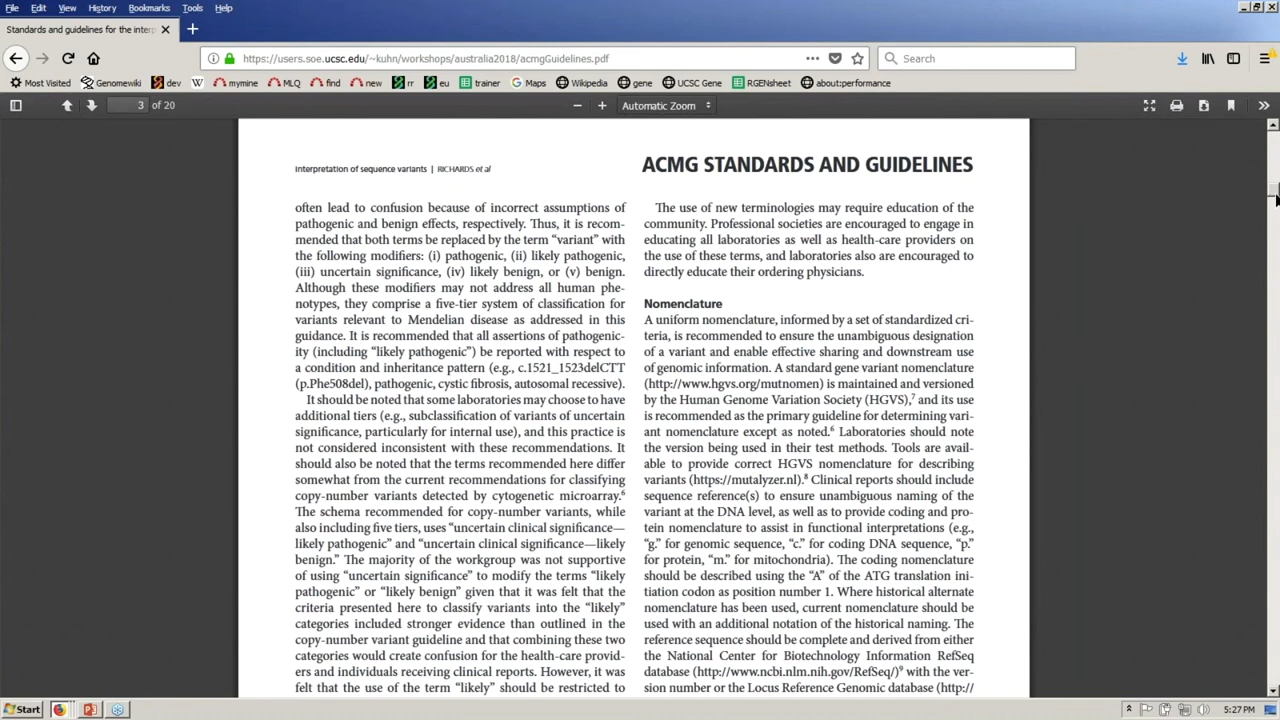 File Edit View History Bookmarks Tools Help
Standards and guidelines for the interp
https://users.soe.ucsc.edu/~kuhn/workshops/australia2018/acmgGuidelines.pdf
Search
Most Visited Genomewiki dev mymine MLQ find new rr eu trainer Maps Wikipedia gene UCSC Gene RGENsheet about:performance
3 of 20
Automatic Zoom
Interpretation of sequence variants | RICHARDS et al
ACMG STANDARDS AND GUIDELINES
often lead to confusion because of incorrect assumptions of
pathogenic and benign effects, respectively. Thus, it is recom-
mended that both terms be replaced by the term “variant” with
the following modifiers: (i) pathogenic, (ii) likely pathogenic,
(iii) uncertain significance, (iv) likely benign, or (v) benign.
Although these modifiers may not address all human phe-
notypes, they comprise a five-tier system of classification for
variants relevant to Mendelian disease as addressed in this
guidance. It is recommended that all assertions of pathogenic-
ity (including “likely pathogenic”) be reported with respect to
a condition and inheritance pattern (e.g., c.1521_1523delCTT
(p.Phe508del), pathogenic, cystic fibrosis, autosomal recessive).
It should be noted that some laboratories may choose to have
additional tiers (e.g., subclassification of variants of uncertain
significance, particularly for internal use), and this practice is
not considered inconsistent with these recommendations. It
should also be noted that the terms recommended here differ
somewhat from the current recommendations for classifying
copy-number variants detected by cytogenetic microarray.6
The schema recommended for copy-number variants, while
also including five tiers, uses “uncertain clinical significance—
likely pathogenic” and “uncertain clinical significance—likely
benign.” The majority of the workgroup was not supportive
of using “uncertain significance” to modify the terms “likely
pathogenic” or “likely benign” given that it was felt that the
criteria presented here to classify variants into the “likely”
categories included stronger evidence than outlined in the
copy-number variant guideline and that combining these two
categories would create confusion for the health-care provid-
ers and individuals receiving clinical reports. However, it was
felt that the use of the term “likely” should be restricted to
The use of new terminologies may require education of the
community. Professional societies are encouraged to engage in
educating all laboratories as well as health-care providers on
the use of these terms, and laboratories also are encouraged to
directly educate their ordering physicians.
Nomenclature
A uniform nomenclature, informed by a set of standardized cri-
teria, is recommended to ensure the unambiguous designation
of a variant and enable effective sharing and downstream use
of genomic information. A standard gene variant nomenclature
(http://www.hgvs.org/mutnomen) is maintained and versioned
by the Human Genome Variation Society (HGVS),7 and its use
is recommended as the primary guideline for determining vari-
ant nomenclature except as noted.6 Laboratories should note
the version being used in their test methods. Tools are avail-
able to provide correct HGVS nomenclature for describing
variants (https://mutalyzer.nl).8 Clinical reports should include
sequence reference(s) to ensure unambiguous naming of the
variant at the DNA level, as well as to provide coding and pro-
tein nomenclature to assist in functional interpretations (e.g.,
“g.” for genomic sequence, “c.” for coding DNA sequence, “p.”
for protein, “m.” for mitochondria). The coding nomenclature
should be described using the “A” of the ATG translation ini-
tiation codon as position number 1. Where historical alternate
nomenclature has been used, current nomenclature should be
used with an additional notation of the historical naming. The
reference sequence should be complete and derived from either
the National Center for Biotechnology Information RefSeq
database (http://www.ncbi.nlm.nih.gov/RefSeq/)9 with the ver-
sion number or the Locus Reference Genomic database (http://
Start
5:27 PM